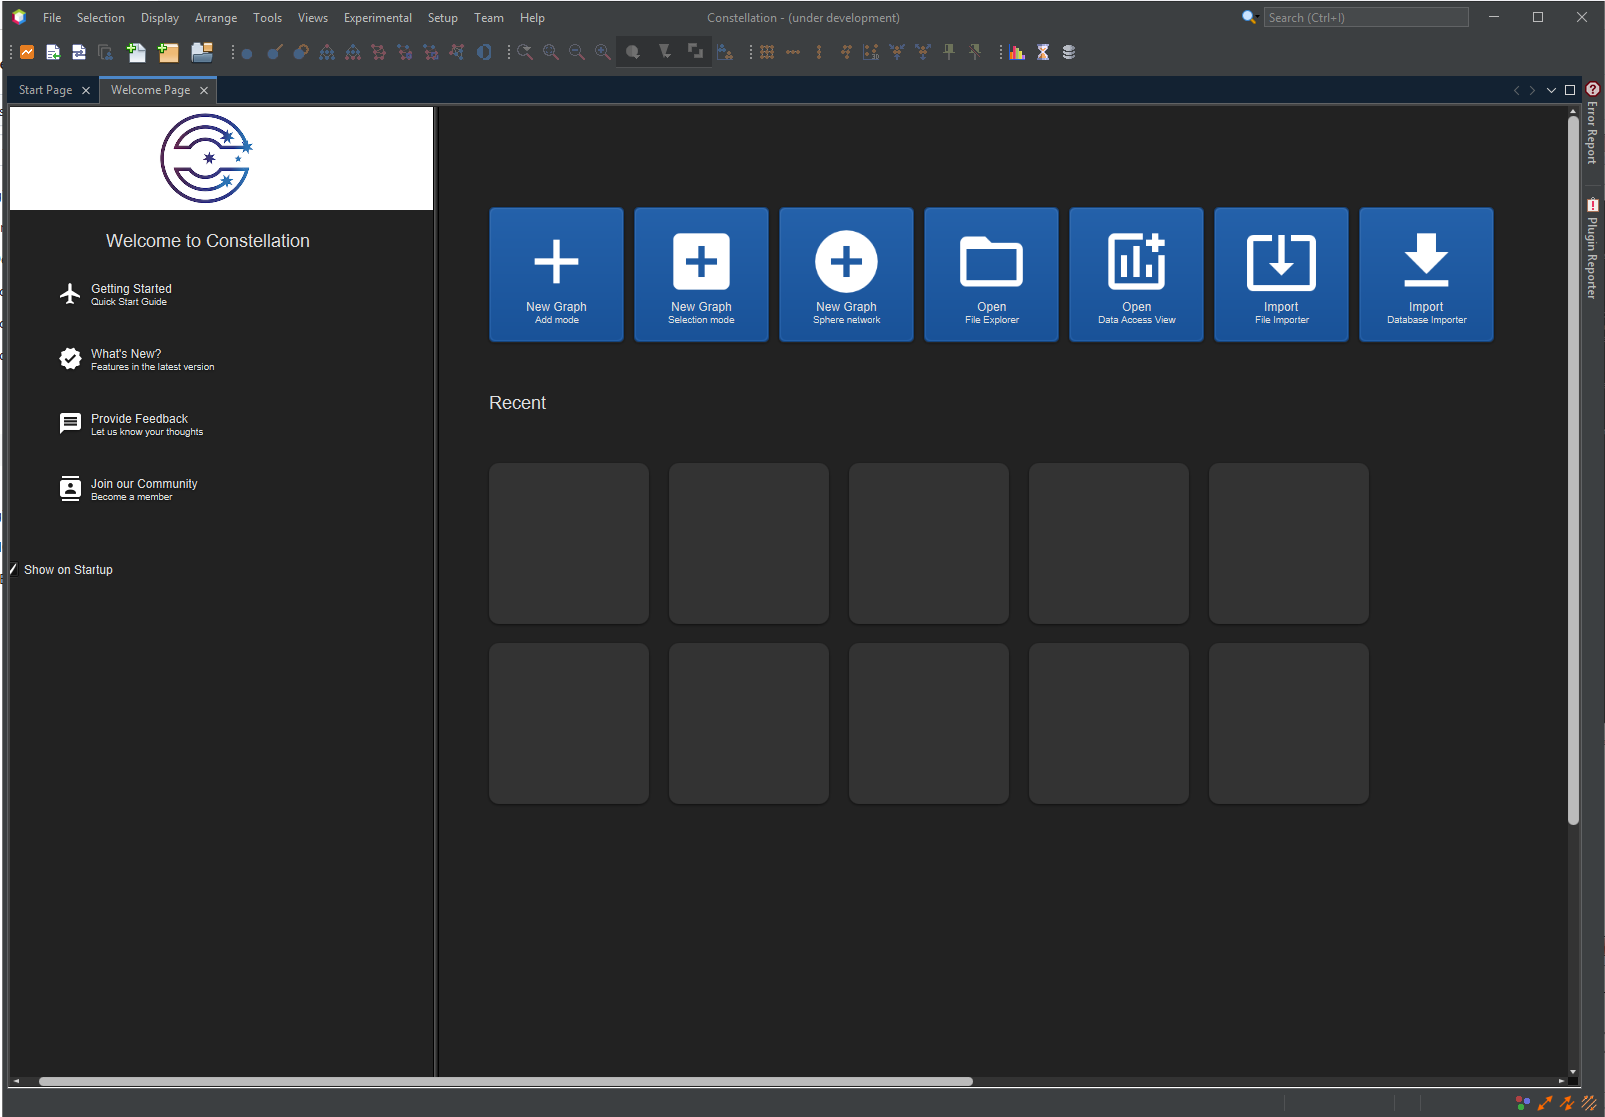 File Selection Display Arrange Tools Views Experimental Setup Team Help
Constellation - (under development)
Search (Ctrl+I)
Start Page
Welcome Page
Welcome to Constellation
Getting Started
Quick Start Guide
What's New?
Features in the latest version
Provide Feedback
Let us know your thoughts
Join our Community
Become a member
Show on Startup
New Graph
Add mode
New Graph
Selection mode
New Graph
Sphere network
Open
File Explorer
Open
Data Access View
Import
File Importer
Import
Database Importer
Recent
Error Report
Plugin Reporter